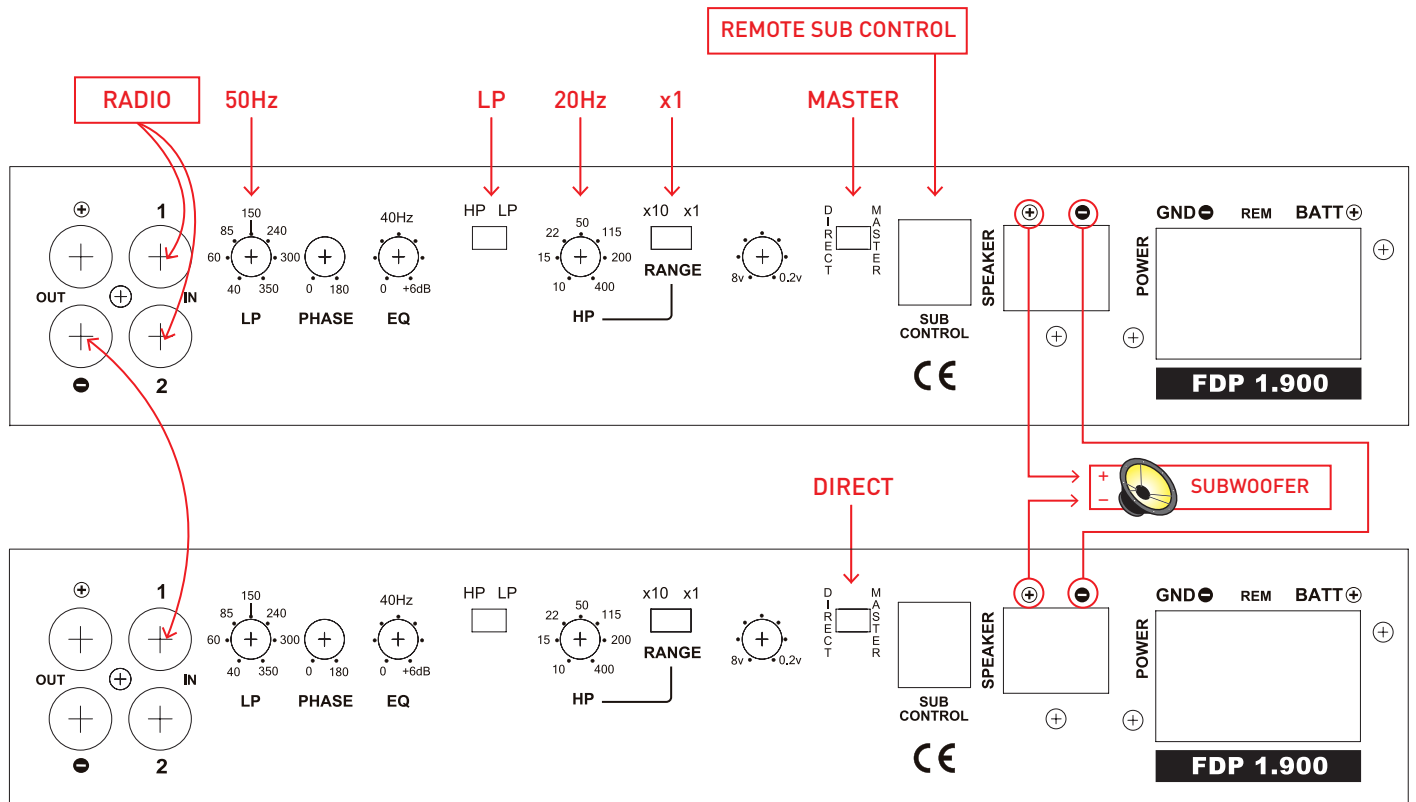 REMOTE SUB CONTROL
RADIO 50Hz LP 20Hz x1 MASTER
⊕ 1
OUT IN
⊖ 2
150
85 240
60 300
40 350
LP
0 180
PHASE
40Hz
0 +6dB
EQ
HP LP
50
22 115
15 200
10 400
HP
x10 x1
RANGE
8v 0.2v
DIRECT
MASTER
SUB
CONTROL
CE
SPEAKER
⊕ ⊖
POWER
GND⊖ REM BATT⊕
FDP 1.900
+
−
SUBWOOFER
DIRECT
⊕ 1
OUT IN
⊖ 2
150
85 240
60 300
40 350
LP
0 180
PHASE
40Hz
0 +6dB
EQ
HP LP
50
22 115
15 200
10 400
HP
x10 x1
RANGE
8v 0.2v
DIRECT
MASTER
SUB
CONTROL
CE
SPEAKER
⊕ ⊖
POWER
GND⊖ REM BATT⊕
FDP 1.900